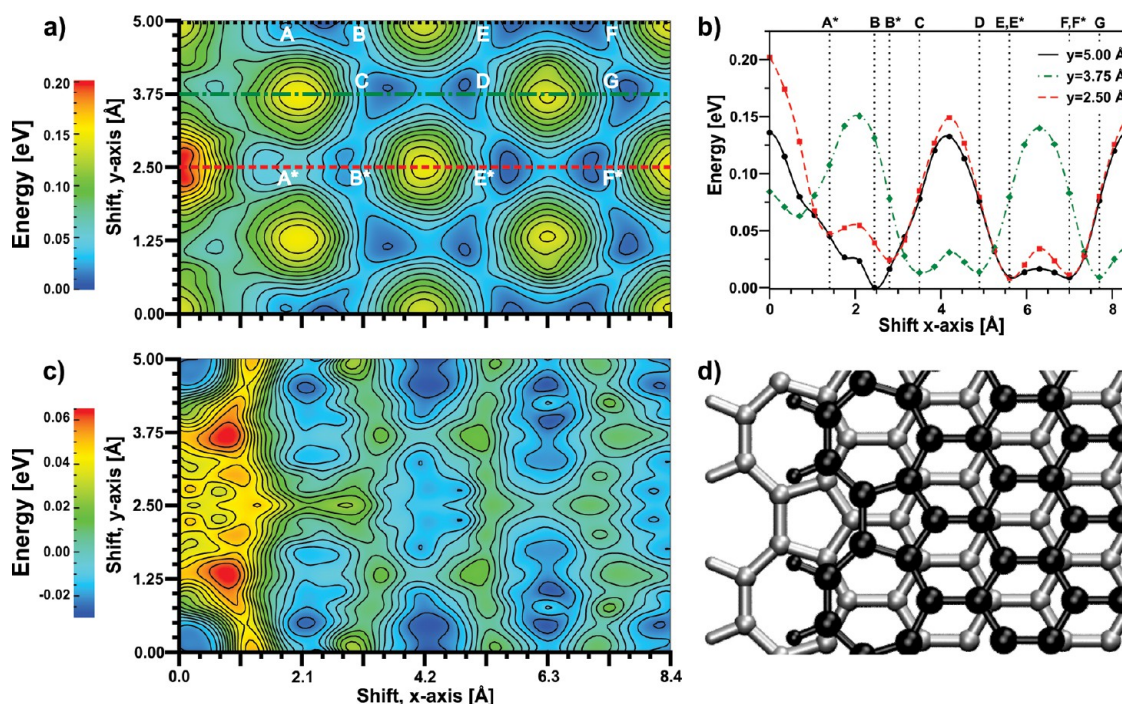 a)
Energy [eV]
0.20
0.15
0.10
0.05
0.00
Shift, y-axis [Å]
5.00
3.75
2.50
1.25
0.00
A B E F
C D G
A* B* E* F*
b)
A* B B* C D E,E* F,F* G
Energy [eV]
0.20
0.15
0.10
0.05
0.00
y=5.00 Å
y=3.75 Å
y=2.50 Å
0 2 4 6 8
Shift x-axis [Å]
c)
Energy [eV]
0.06
0.04
0.02
0.00
-0.02
Shift, y-axis [Å]
5.00
3.75
2.50
1.25
0.00
0.0 2.1 4.2 6.3 8.4
Shift, x-axis [Å]
d)